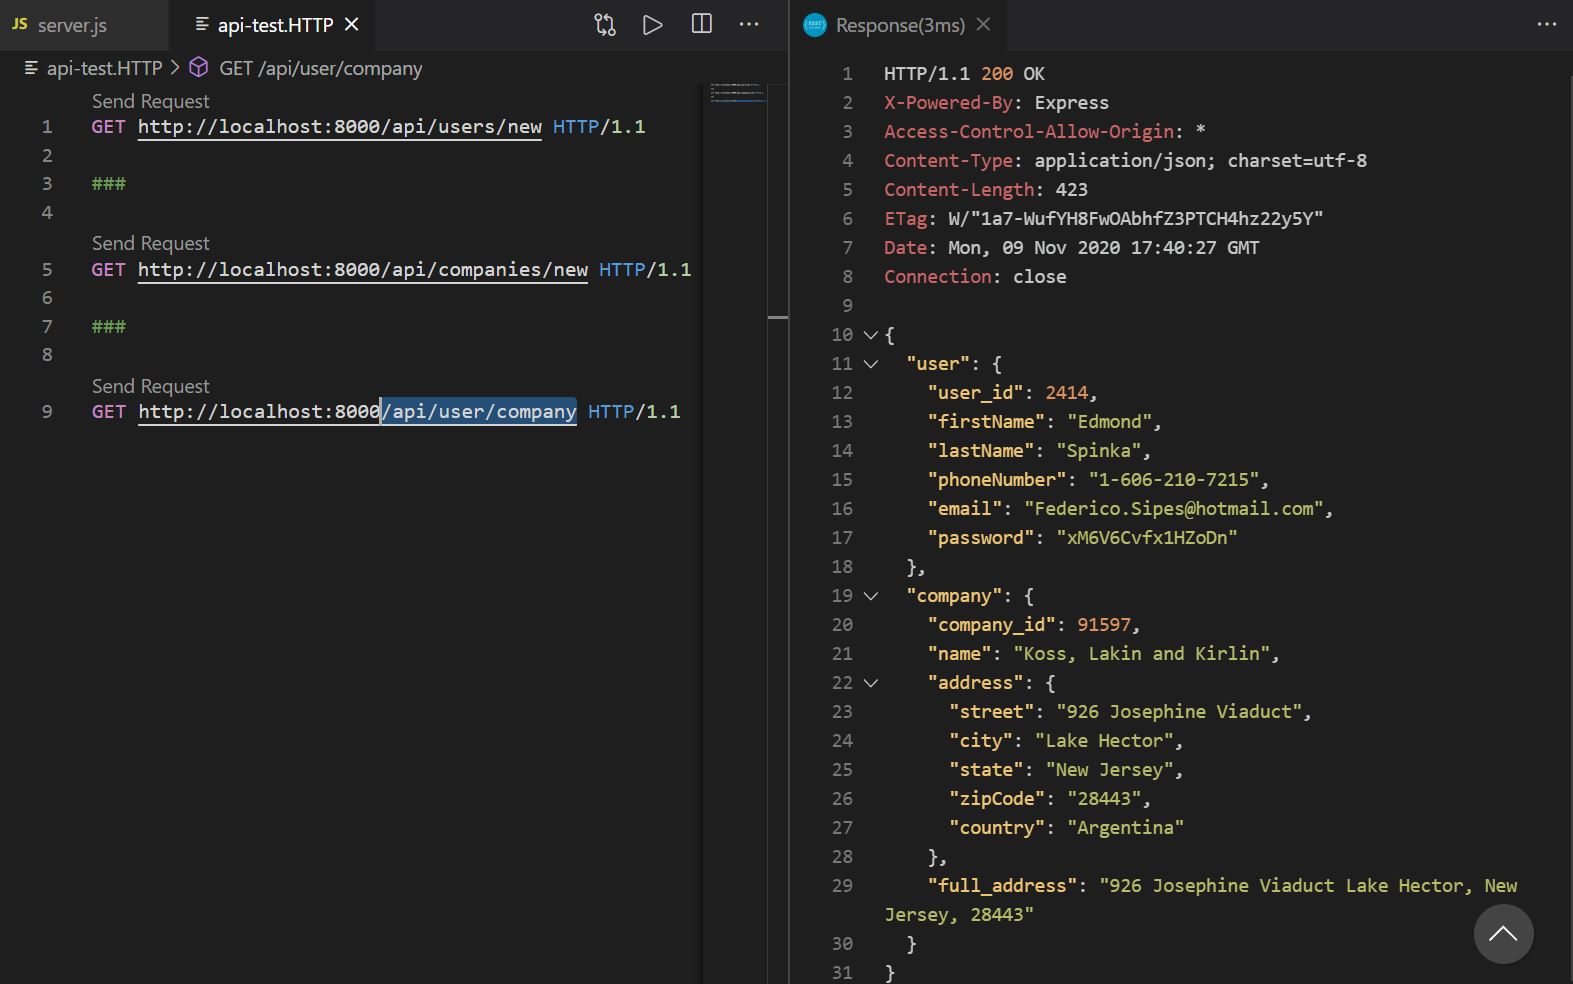 JS server.js
api-test.HTTP
api-test.HTTP > GET /api/user/company
Send Request
1 GET http://localhost:8000/api/users/new HTTP/1.1
2
3 ###
4
Send Request
5 GET http://localhost:8000/api/companies/new HTTP/1.1
6
7 ###
8
Send Request
9 GET http://localhost:8000/api/user/company HTTP/1.1
Response(3ms)
1 HTTP/1.1 200 OK
2 X-Powered-By: Express
3 Access-Control-Allow-Origin: *
4 Content-Type: application/json; charset=utf-8
5 Content-Length: 423
6 ETag: W/"1a7-WufYH8FwOAbhfZ3PTCH4hz22y5Y"
7 Date: Mon, 09 Nov 2020 17:40:27 GMT
8 Connection: close
9
10 {
11 "user": {
12 "user_id": 2414,
13 "firstName": "Edmond",
14 "lastName": "Spinka",
15 "phoneNumber": "1-606-210-7215",
16 "email": "Federico.Sipes@hotmail.com",
17 "password": "xM6V6Cvfx1HZoDn"
18 },
19 "company": {
20 "company_id": 91597,
21 "name": "Koss, Lakin and Kirlin",
22 "address": {
23 "street": "926 Josephine Viaduct",
24 "city": "Lake Hector",
25 "state": "New Jersey",
26 "zipCode": "28443",
27 "country": "Argentina"
28 },
29 "full_address": "926 Josephine Viaduct Lake Hector, New
Jersey, 28443"
30 }
31 }